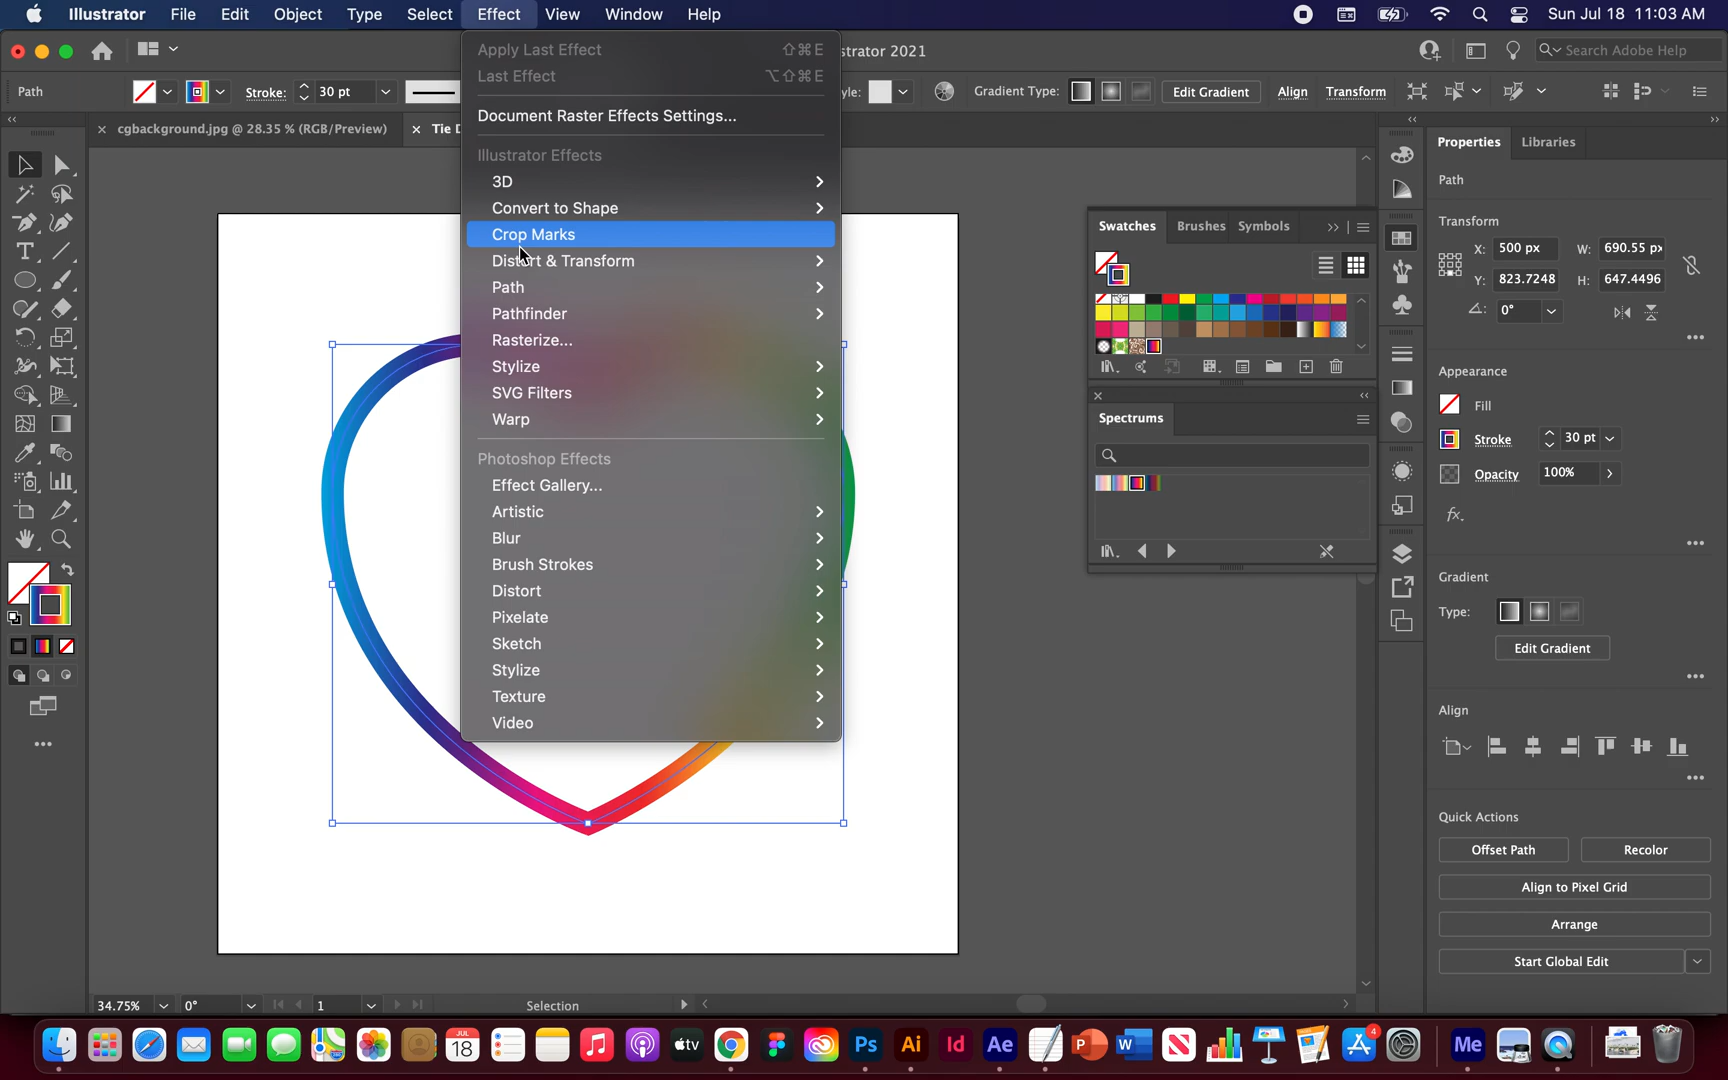 Illustrator File Edit Object Type Select Effect View Window Help Sun Jul 18 11:03 AM
strator 2021 Search Adobe Help
Path Stroke: 30 pt yle: Gradient Type: Edit Gradient Align Transform
cgbackground.jpg @ 28.35 % (RGB/Preview) Tie D
Apply Last Effect ⇧⌘E
Last Effect ⌥⇧⌘E
Document Raster Effects Settings...
Illustrator Effects
3D
Convert to Shape
Crop Marks
Distort & Transform
Path
Pathfinder
Rasterize...
Stylize
SVG Filters
Warp
Photoshop Effects
Effect Gallery...
Artistic
Blur
Brush Strokes
Distort
Pixelate
Sketch
Stylize
Texture
Video
Swatches Brushes Symbols
Spectrums
Properties Libraries
Path
Transform
X: 500 px W: 690.55 px
Y: 823.7248 H: 647.4496
0°
Appearance
Fill
Stroke 30 pt
Opacity 100%
fx.
Gradient
Type:
Edit Gradient
Align
Quick Actions
Offset Path Recolor
Align to Pixel Grid
Arrange
Start Global Edit
34.75% 0° 1 Selection
JUL 18 tv Ps Ai Id Ae P W 4 Me